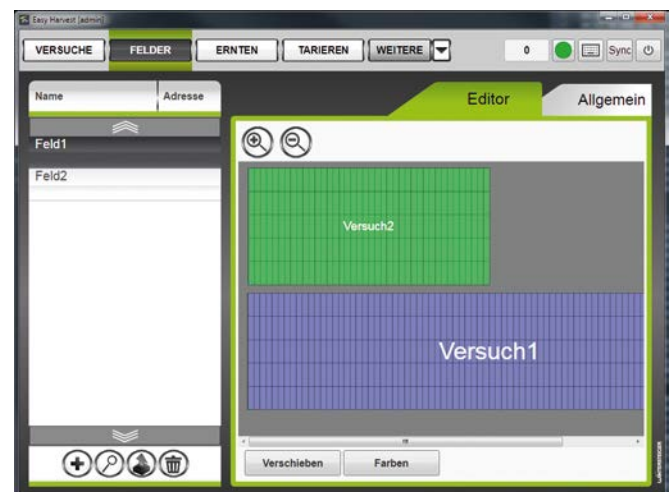 Easy Harvest [admin]
VERSUCHE FELDER ERNTEN TARIEREN WEITERE 0 Sync
Name Adresse
Editor Allgemein
Feld1
Feld2
Versuch2
Versuch1
Verschieben Farben